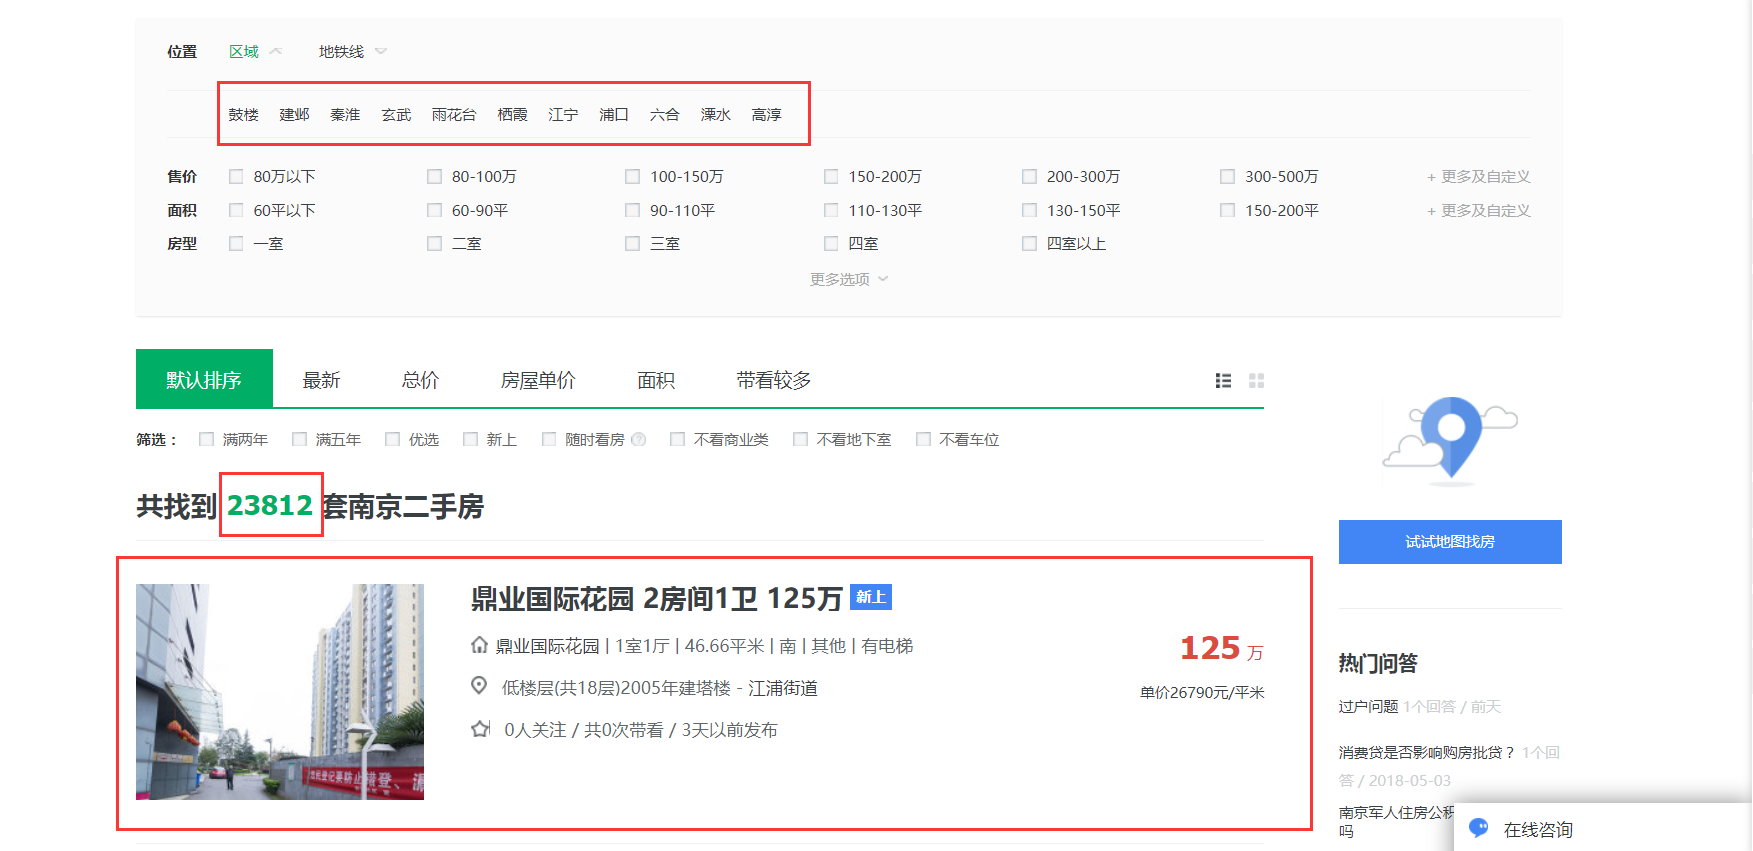 位置 区域 地铁线
鼓楼 建邺 秦淮 玄武 雨花台 栖霞 江宁 浦口 六合 溧水 高淳
售价 80万以下 80-100万 100-150万 150-200万 200-300万 300-500万 + 更多及自定义
面积 60平以下 60-90平 90-110平 110-130平 130-150平 150-200平 + 更多及自定义
房型 一室 二室 三室 四室 四室以上
更多选项
默认排序 最新 总价 房屋单价 面积 带看较多
筛选： 满两年 满五年 优选 新上 随时看房 ? 不看商业类 不看地下室 不看车位
共找到 23812 套南京二手房
试试地图找房
鼎业国际花园 2房间1卫 125万 新上
鼎业国际花园 | 1室1厅 | 46.66平米 | 南 | 其他 | 有电梯
125 万
低楼层(共18层)2005年建塔楼 - 江浦街道
单价26790元/平米
0人关注 / 共0次带看 / 3天以前发布
热门问答
过户问题 1个回答 / 前天
消费贷是否影响购房批贷？ 1个回
答 / 2018-05-03
南京军人住房公积
吗
在线咨询